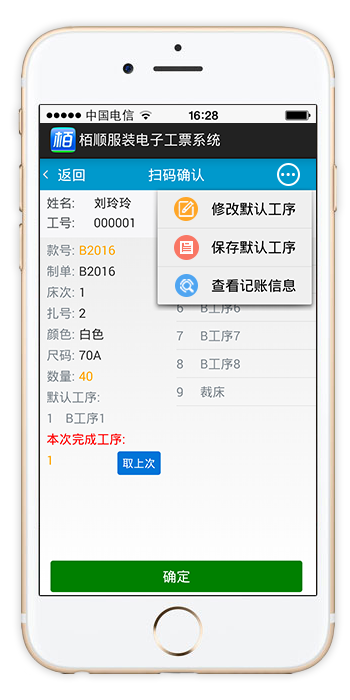 中国电信 16:28
栢 栢顺服装电子工票系统
返回 扫码确认
姓名: 刘玲玲
工号: 000001
修改默认工序
保存默认工序
查看记账信息
款号: B2016
制单: B2016
床次: 1
扎号: 2
颜色: 白色
尺码: 70A
数量: 40
默认工序:
1 B工序1
本次完成工序:
1 取上次
6 B工序6
7 B工序7
8 B工序8
9 裁床
确定